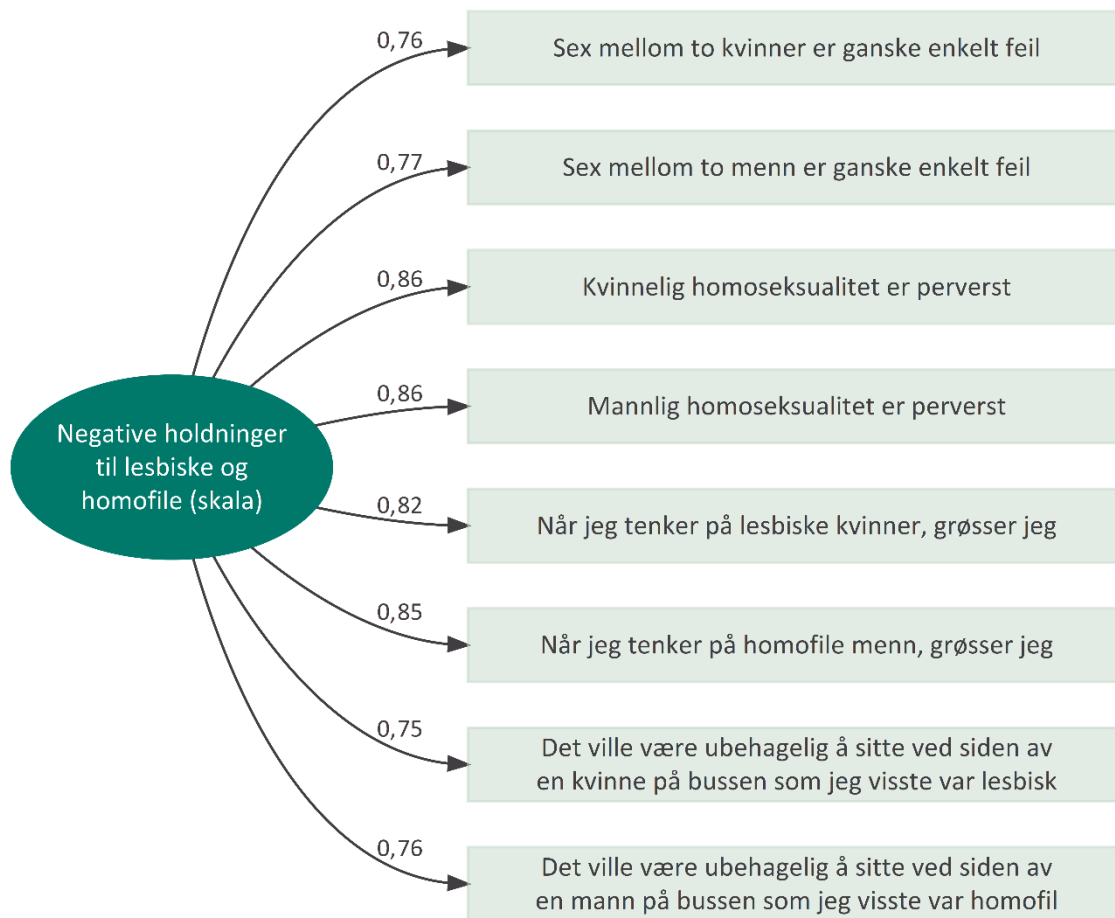 0,76
Sex mellom to kvinner er ganske enkelt feil
0,77
Sex mellom to menn er ganske enkelt feil
0,86
Kvinnelig homoseksualitet er perverst
0,86
Mannlig homoseksualitet er perverst
Negative holdninger
til lesbiske og
homofile (skala)
0,82
Når jeg tenker på lesbiske kvinner, grøsser jeg
0,85
Når jeg tenker på homofile menn, grøsser jeg
0,75
Det ville være ubehagelig å sitte ved siden av
en kvinne på bussen som jeg visste var lesbisk
0,76
Det ville være ubehagelig å sitte ved siden av
en mann på bussen som jeg visste var homofil